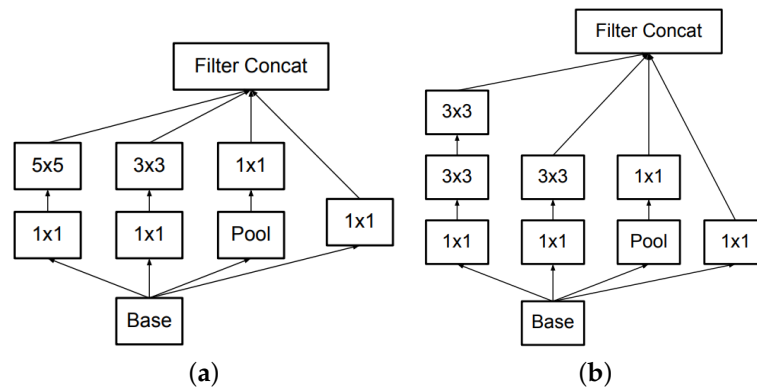 Filter Concat
5x5
3x3
1x1
1x1
1x1
Pool
1x1
Base
(a)
Filter Concat
3x3
3x3
3x3
1x1
1x1
1x1
Pool
1x1
Base
(b)